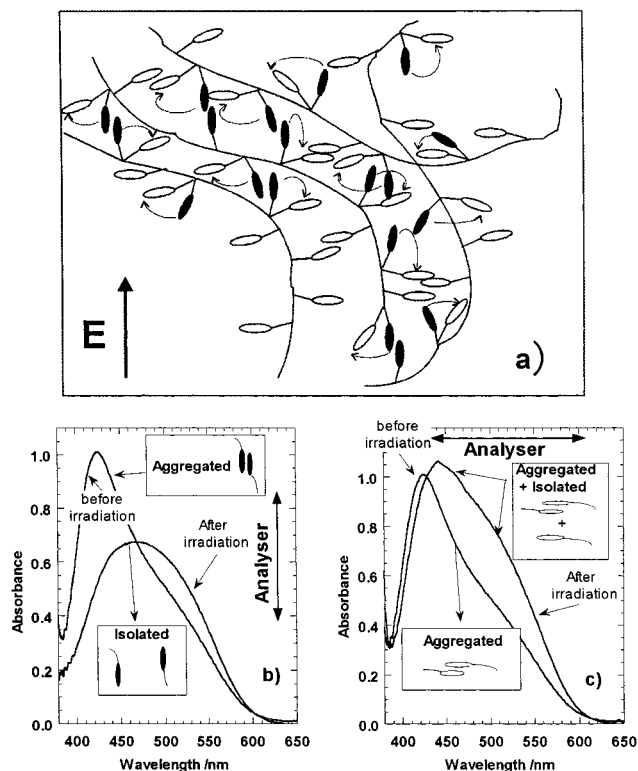 E
a)
1.0
0.8
0.6
0.4
0.2
0.0
Absorbance
400 450 500 550 600 650
Wavelength /nm
Aggregated
before
irradiation
After
irradiation
Analyser
Isolated
b)
before
irradiation
Analyser
1.0
0.8
0.6
0.4
0.2
0.0
Absorbance
400 450 500 550 600 650
Wavelength /nm
Aggregated
+ Isolated
+
After
irradiation
Aggregated
c)